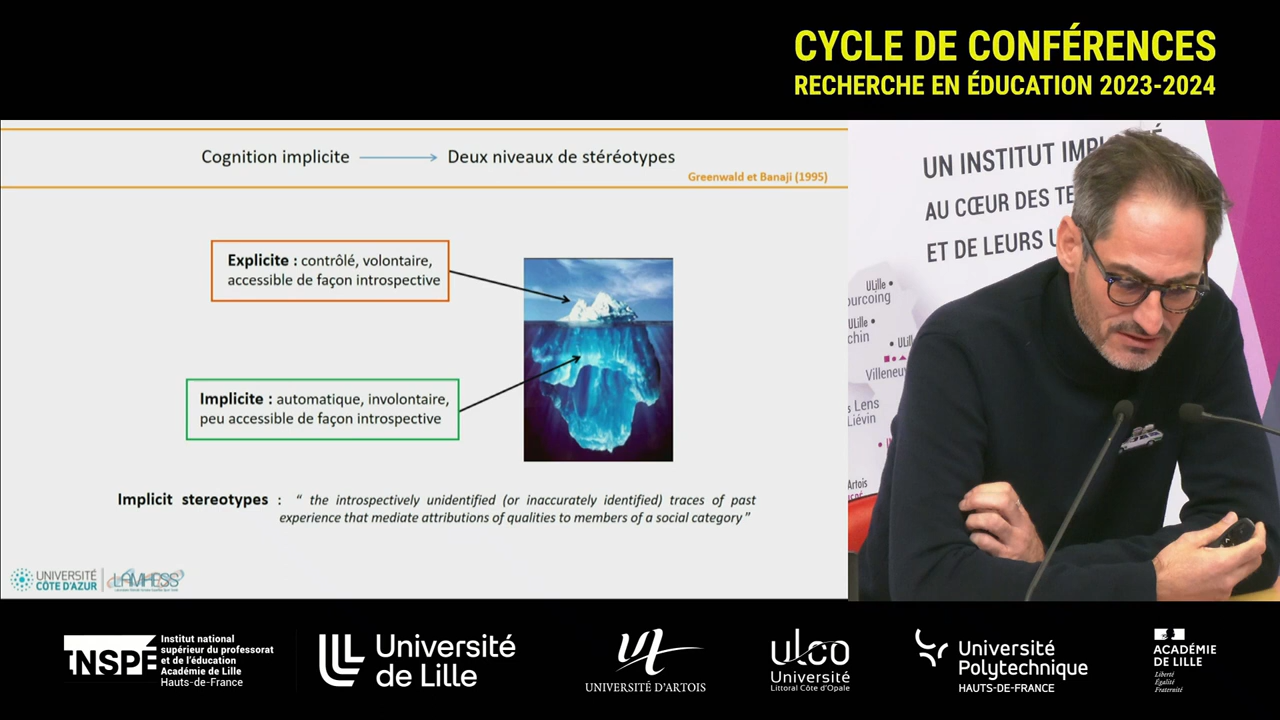 CYCLE DE CONFÉRENCES
RECHERCHE EN ÉDUCATION 2023-2024
Cognition implicite
Deux niveaux de stéréotypes
Greenwald et Banaji (1995)
Explicite : contrôlé, volontaire,
accessible de façon introspective
Implicite : automatique, involontaire,
peu accessible de façon introspective
Implicit stereotypes : “ the introspectively unidentified (or inaccurately identified) traces of past
experience that mediate attributions of qualities to members of a social category”
UNIVERSITÉ
CÔTE D'AZUR
LAMHESS
UN INSTITUT
AU CŒUR DES
ET DE LEURS
ULille
ULille
Lens
Liévin
Artois
INSPÉ
Institut national
supérieur du professorat
et de l'éducation
Académie de Lille
Hauts-de-France
Université
de Lille
UA
UNIVERSITÉ D'ARTOIS
ulco
Université
Littoral Côte d'Opale
Université
Polytechnique
HAUTS-DE-FRANCE
ACADÉMIE
DE LILLE
Liberté
Égalité
Fraternité